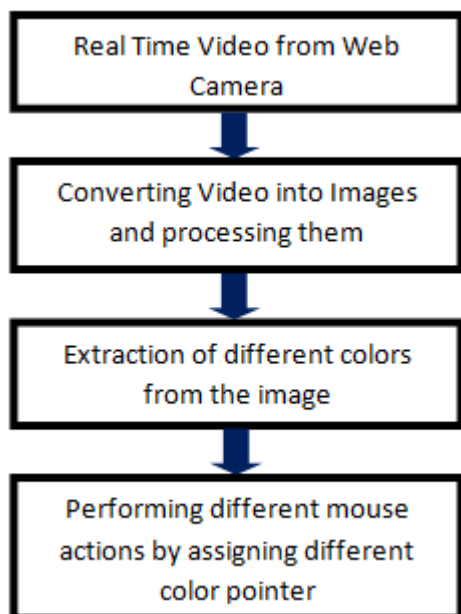 Real Time Video from Web
Camera
Converting Video into Images
and processing them
Extraction of different colors
from the image
Performing different mouse
actions by assigning different
color pointer